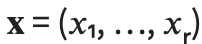 x = (x₁, …, xᵣ)